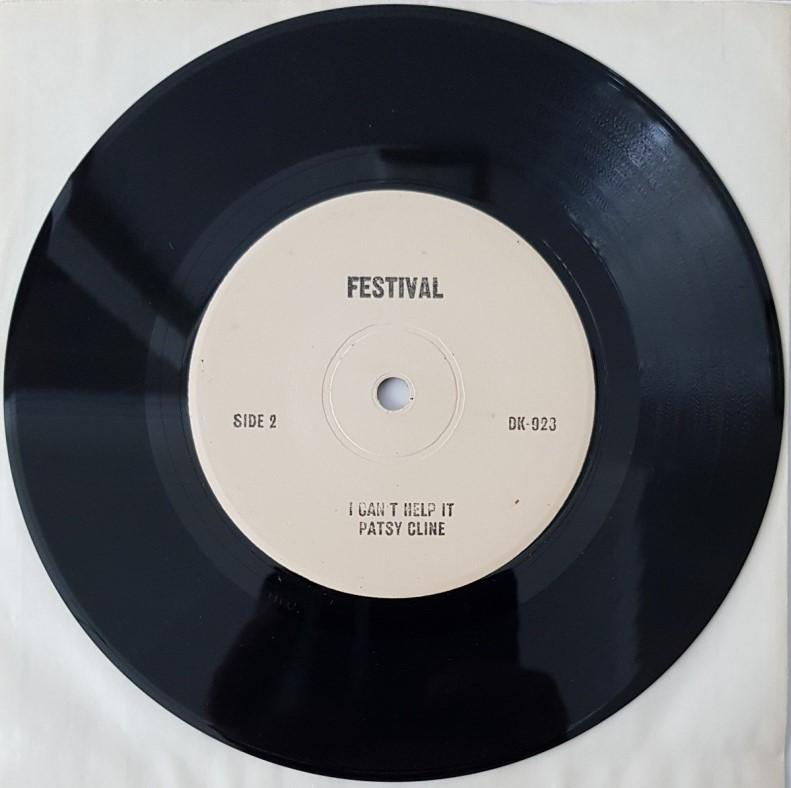 FESTIVAL
SIDE 2
DK-923
I CAN'T HELP IT
PATSY CLINE